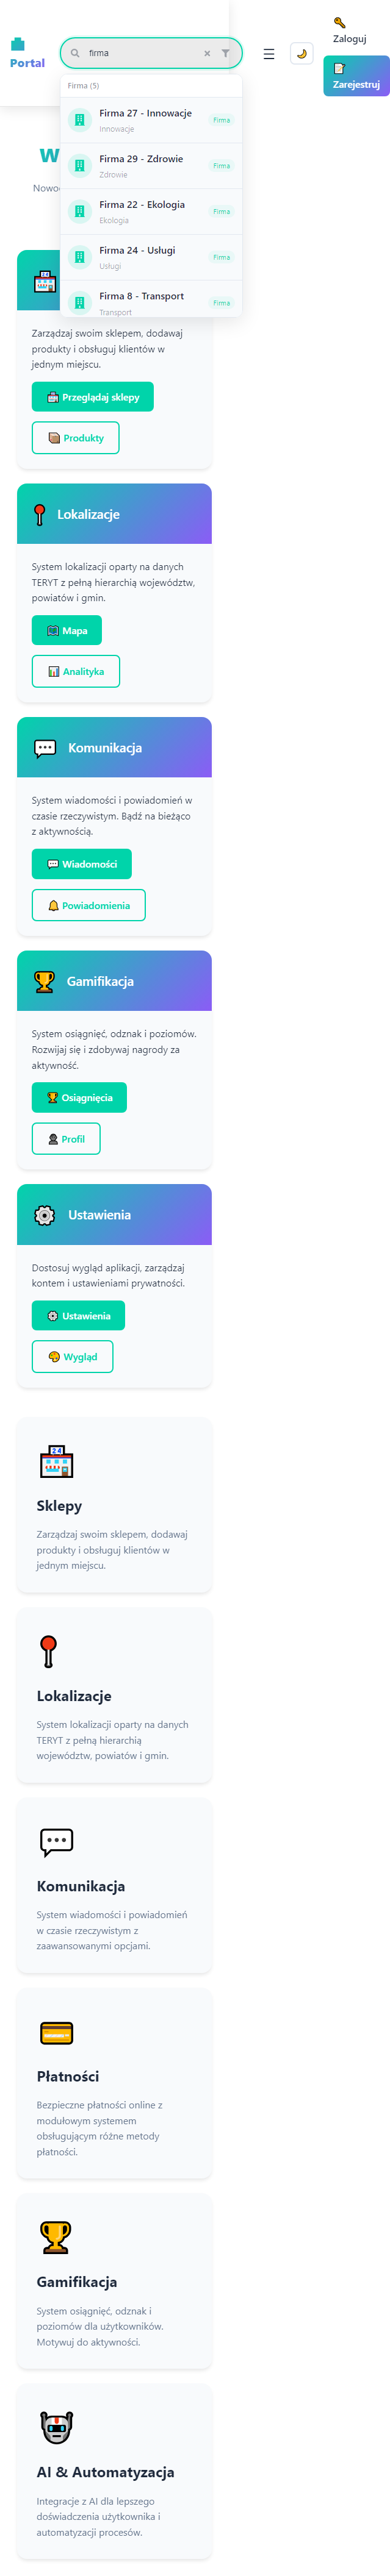 Portal
firma
Zaloguj
Zarejestruj
Firma (5)
Firma 27 - Innowacje
Innowacje
Firma
Firma 29 - Zdrowie
Zdrowie
Firma
Firma 22 - Ekologia
Ekologia
Firma
Firma 24 - Usługi
Usługi
Firma
Firma 8 - Transport
Transport
Firma
Zarządzaj swoim sklepem, dodawaj
produkty i obsługuj klientów w
jednym miejscu.
Przeglądaj sklepy
Produkty
Lokalizacje
System lokalizacji oparty na danych
TERYT z pełną hierarchią województw,
powiatów i gmin.
Mapa
Analityka
Komunikacja
System wiadomości i powiadomień w
czasie rzeczywistym. Bądź na bieżąco
z aktywnością.
Wiadomości
Powiadomienia
Gamifikacja
System osiągnięć, odznak i poziomów.
Rozwijaj się i zdobywaj nagrody za
aktywność.
Osiągnięcia
Profil
Ustawienia
Dostosuj wygląd aplikacji, zarządzaj
kontem i ustawieniami prywatności.
Ustawienia
Wygląd
Sklepy
Zarządzaj swoim sklepem, dodawaj
produkty i obsługuj klientów w
jednym miejscu.
Lokalizacje
System lokalizacji oparty na danych
TERYT z pełną hierarchią
województw, powiatów i gmin.
Komunikacja
System wiadomości i powiadomień
w czasie rzeczywistym z
zaawansowanymi opcjami.
Płatności
Bezpieczne płatności online z
modułowym systemem
obsługującym różne metody
płatności.
Gamifikacja
System osiągnięć, odznak i
poziomów dla użytkowników.
Motywuj do aktywności.
AI & Automatyzacja
Integracje z AI dla lepszego
doświadczenia użytkownika i
automatyzacji procesów.